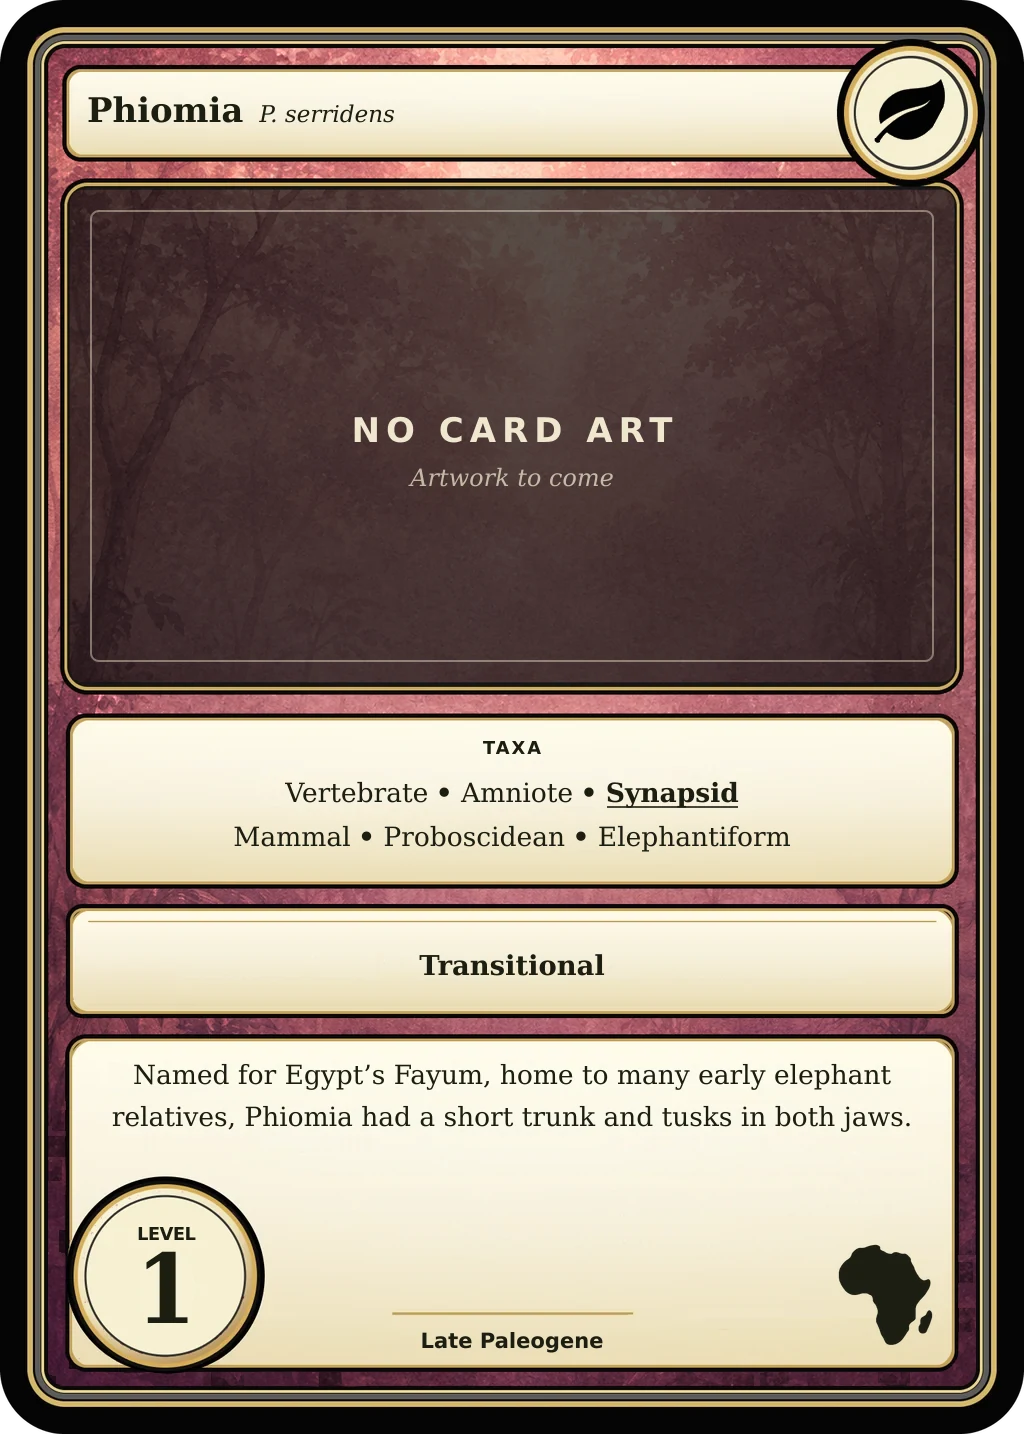 Phiomia P. serridens
NO CARD ART
Artwork to come
TAXA
Vertebrate • Amniote • Synapsid
Mammal • Proboscidean • Elephantiform
Transitional
Named for Egypt’s Fayum, home to many early elephant
relatives, Phiomia had a short trunk and tusks in both jaws.
LEVEL
1
Late Paleogene